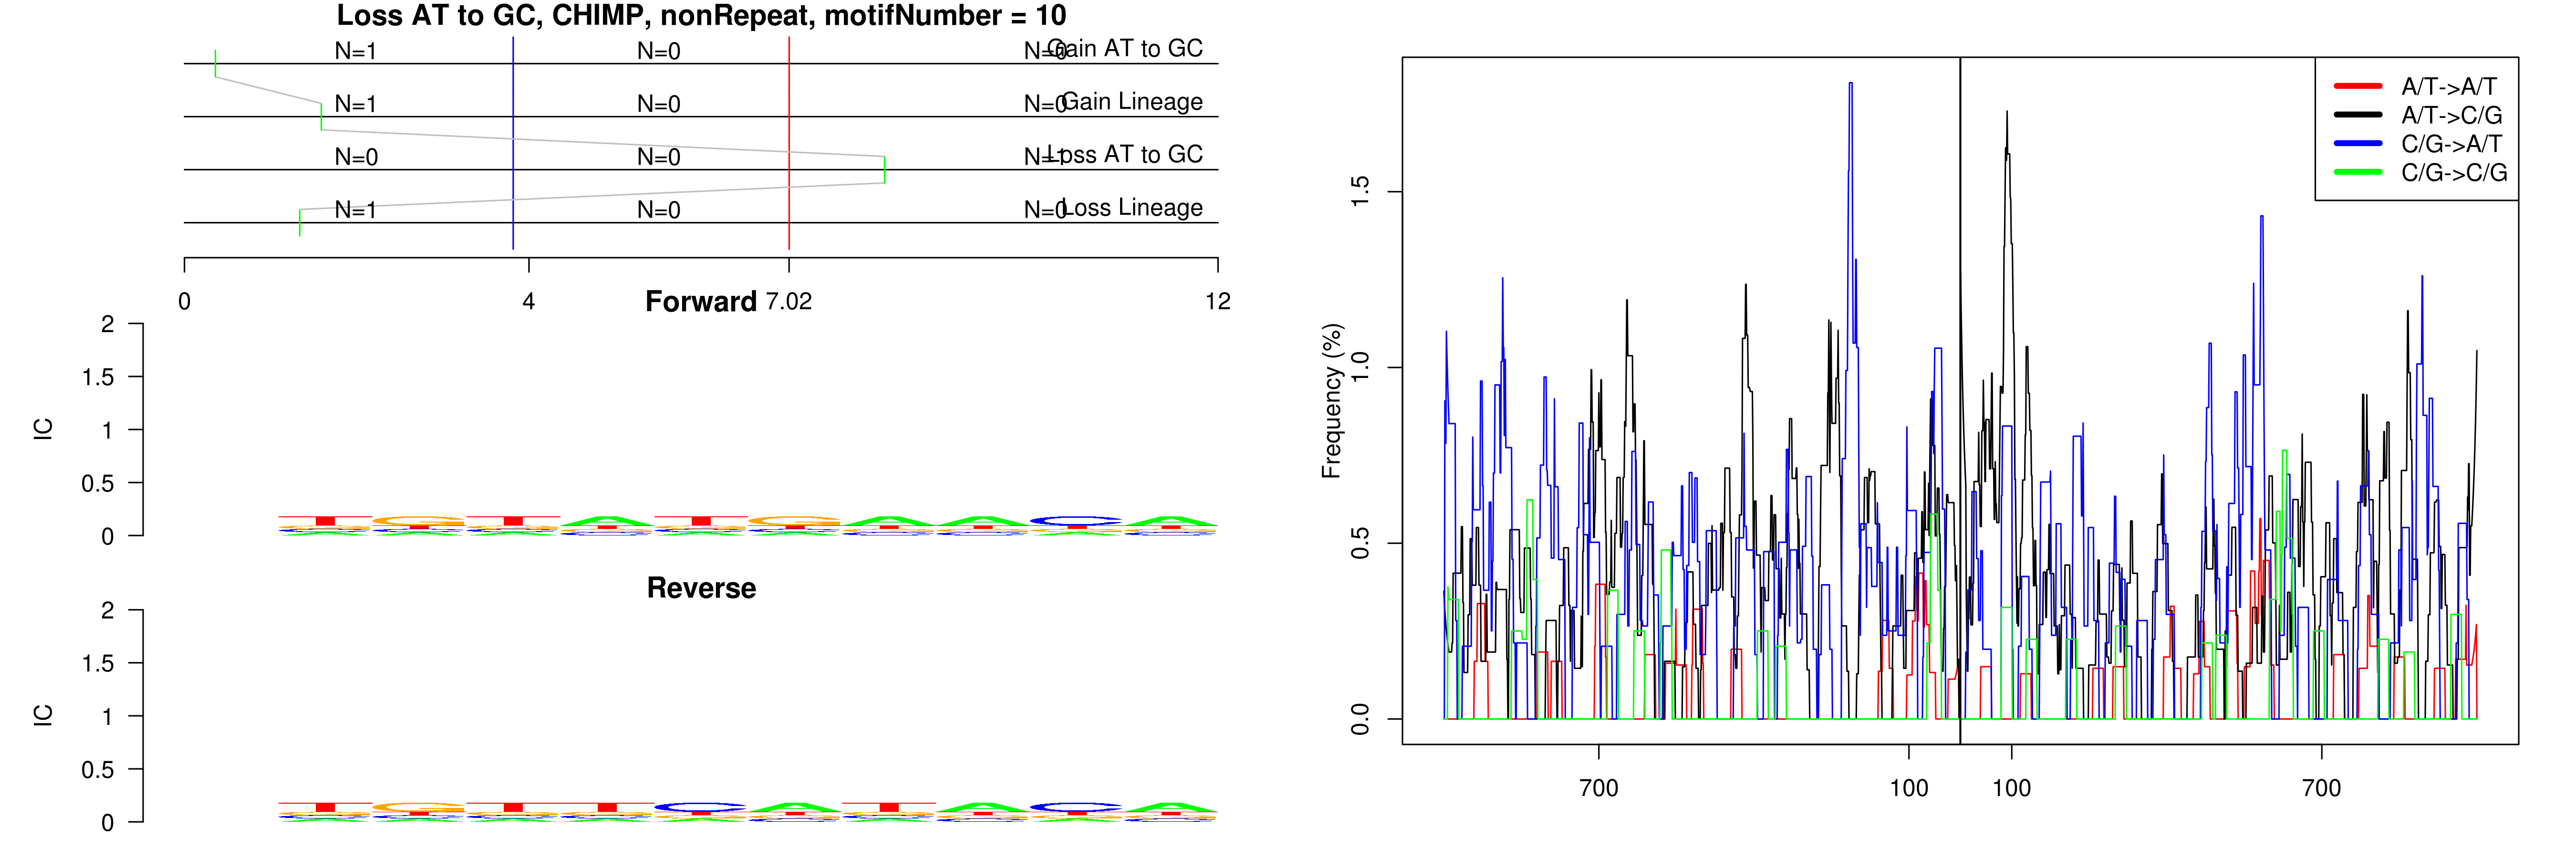 Loss AT to GC, CHIMP, nonRepeat, motifNumber = 10
N=1 N=0 N=0 Gain AT to GC
N=1 N=0 N=0 Gain Lineage
N=0 N=0 N=1 Loss AT to GC
N=1 N=0 N=0 Loss Lineage
0 4 7.02 12
Forward
IC
2
1.5
1
0.5
0
TGTATGAACA
Reverse
IC
2
1.5
1
0.5
0
TGTTCATACA
Frequency (%)
1.5
1.0
0.5
0.0
700 100 100 700
A/T->A/T
A/T->C/G
C/G->A/T
C/G->C/G